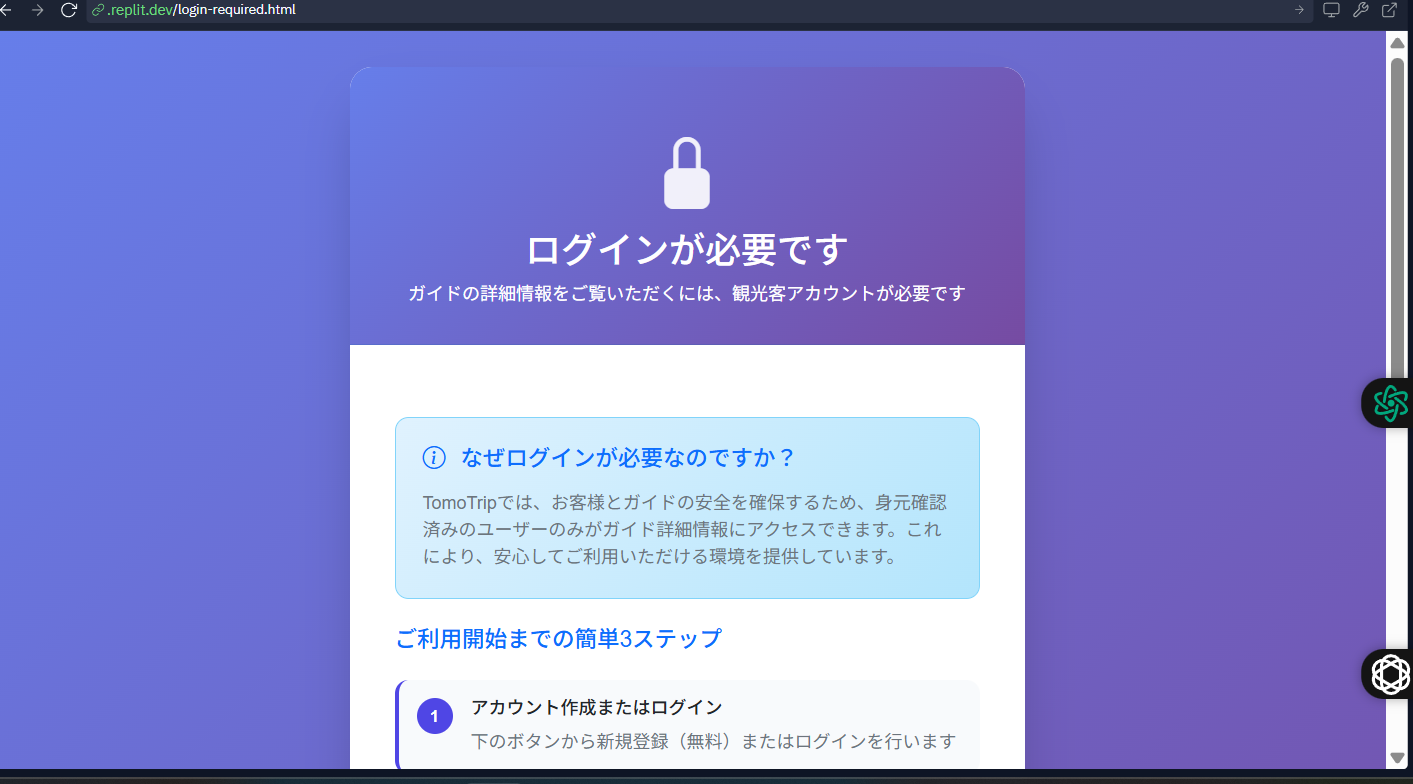 .replit.dev/login-required.html
ログインが必要です
ガイドの詳細情報をご覧いただくには、観光客アカウントが必要です
なぜログインが必要なのですか？
TomoTripでは、お客様とガイドの安全を確保するため、身元確認
済みのユーザーのみがガイド詳細情報にアクセスできます。これ
により、安心してご利用いただける環境を提供しています。
ご利用開始までの簡単3ステップ
1
アカウント作成またはログイン
下のボタンから新規登録（無料）またはログインを行います